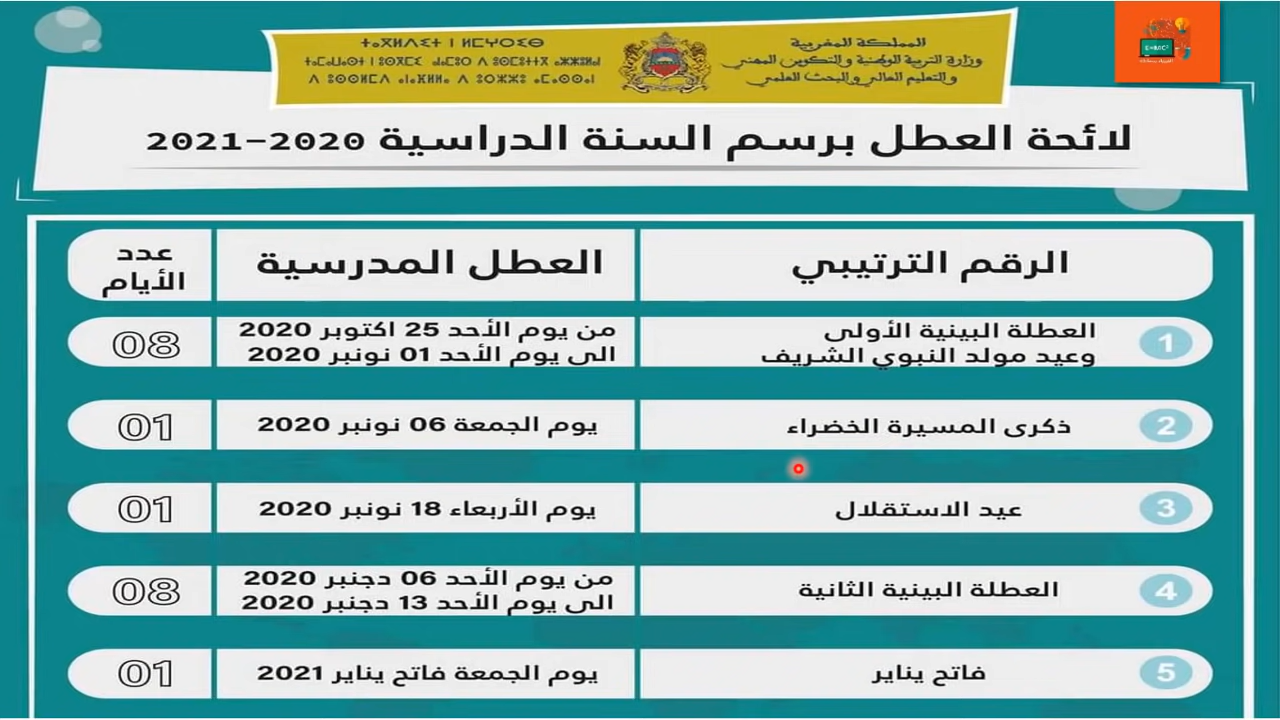 ⵜⴰⴳⵍⴷⵉⵜ ⵏ ⵍⵎⵖⵔⵉⴱ
المملكة المغربية
وزارة التربية الوطنية والتكوين المهني
والتعليم العالي والبحث العلمي
لائحة العطل برسم السنة الدراسية 2020-2021
الرقم الترتيبي
العطل المدرسية
عدد
الأيام
1
العطلة البينية الأولى
وعيد مولد النبوي الشريف
من يوم الأحد 25 اكتوبر 2020
الى يوم الأحد 01 نونبر 2020
08
2
ذكرى المسيرة الخضراء
يوم الجمعة 06 نونبر 2020
01
3
عيد الاستقلال
يوم الأربعاء 18 نونبر 2020
01
4
العطلة البينية الثانية
من يوم الأحد 06 دجنبر 2020
الى يوم الأحد 13 دجنبر 2020
08
5
فاتح يناير
يوم الجمعة فاتح يناير 2021
01